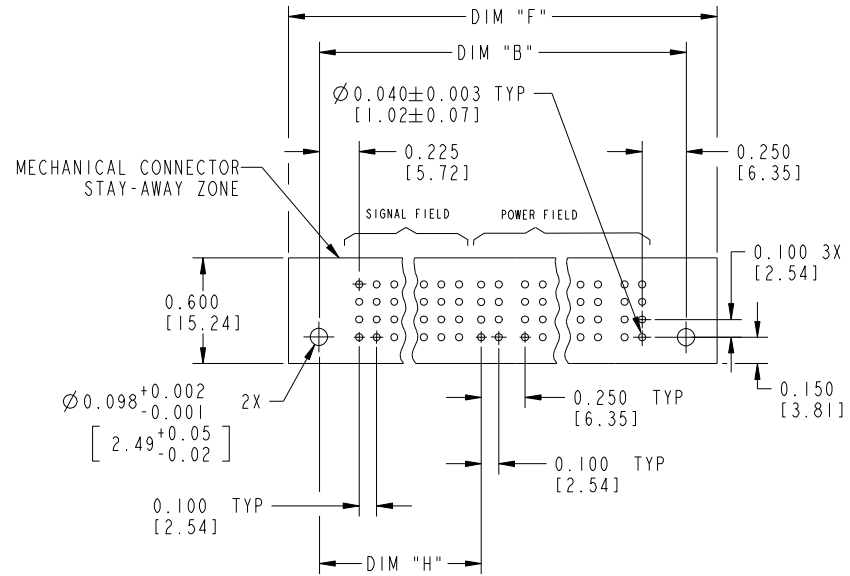 DIM "F"
DIM "B"
Ø0.040±0.003 TYP
[1.02±0.07]
0.225
[5.72]
0.250
[6.35]
MECHANICAL CONNECTOR
STAY-AWAY ZONE
SIGNAL FIELD
POWER FIELD
0.100 3X
[2.54]
0.600
[15.24]
Ø0.098+0.002
-0.001
2X
[2.49+0.05
-0.02]
0.250 TYP
[6.35]
0.150
[3.81]
0.100 TYP
[2.54]
0.100 TYP
[2.54]
DIM "H"